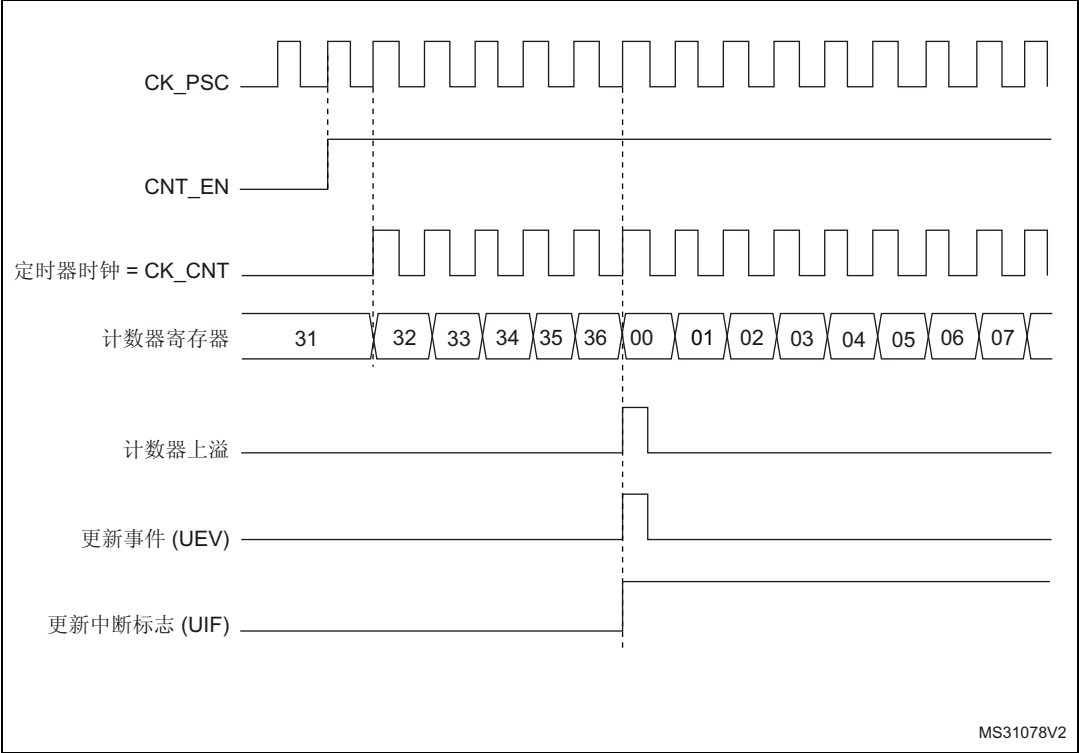 CK_PSC
CNT_EN
定时器时钟 = CK_CNT
计数器寄存器 31 32 33 34 35 36 00 01 02 03 04 05 06 07
计数器上溢
更新事件 (UEV)
更新中断标志 (UIF)
MS31078V2